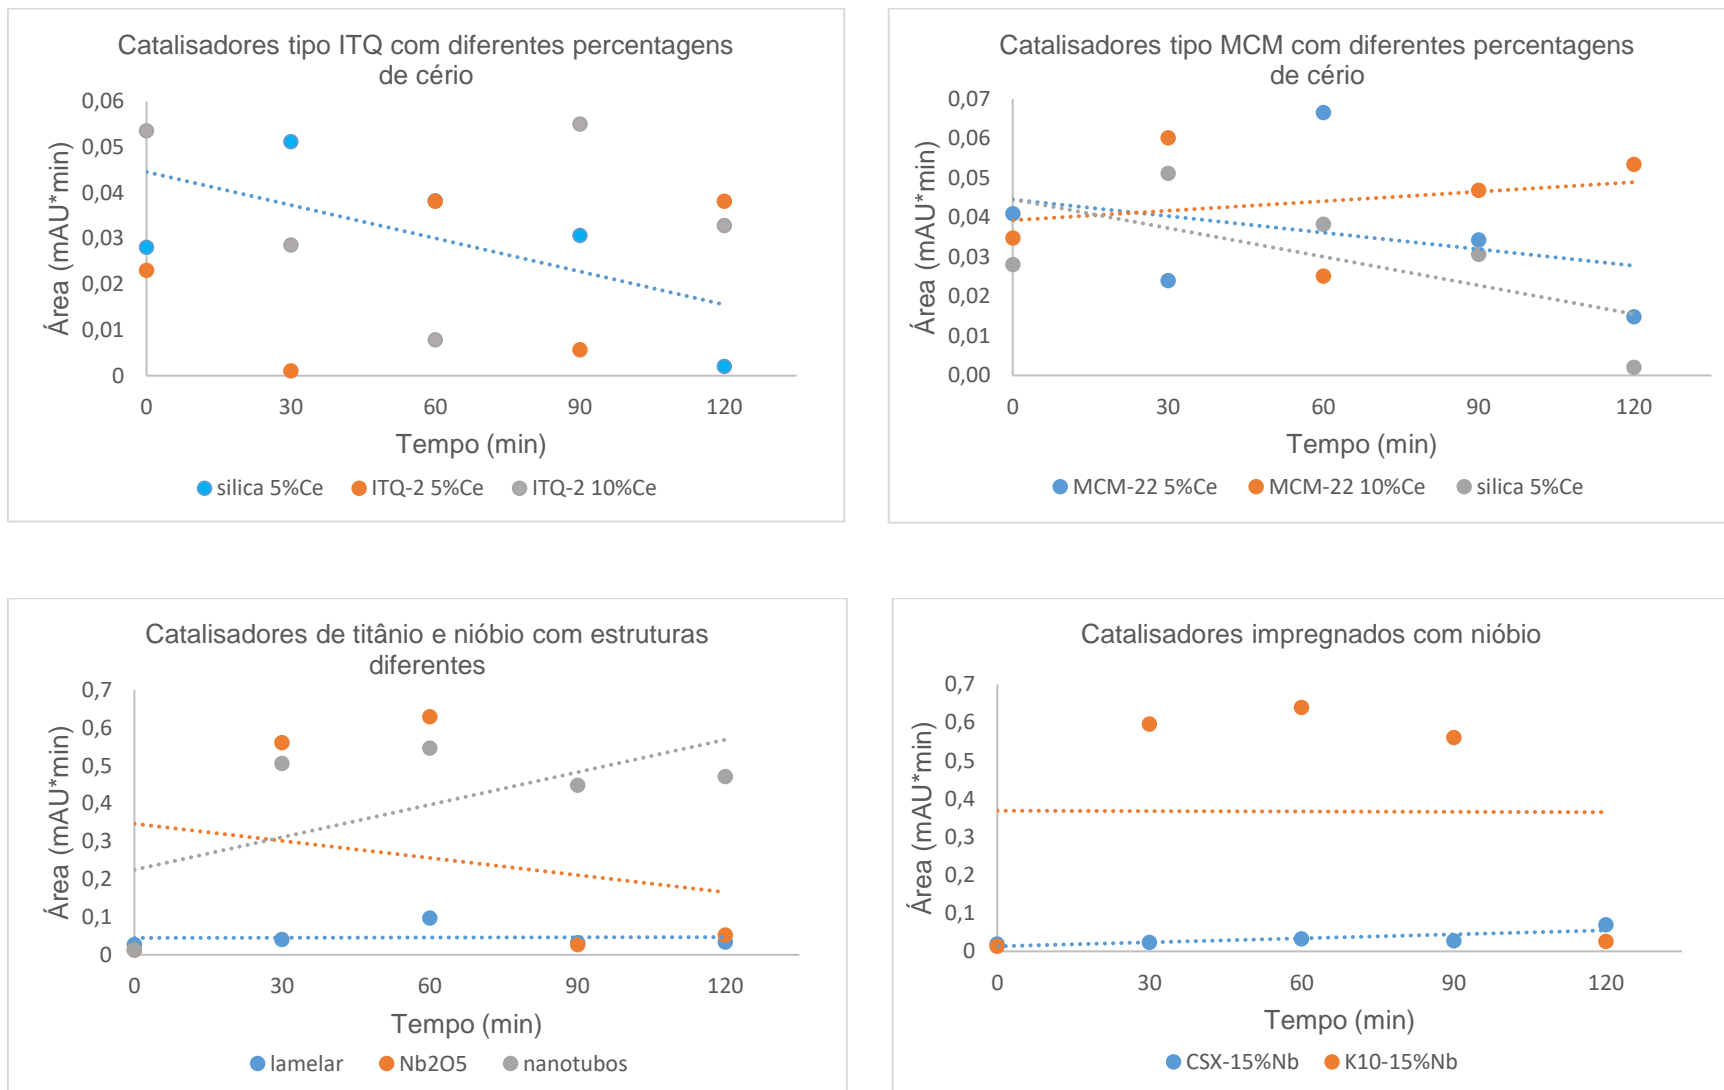 Catalisadores tipo ITQ com diferentes percentagens
de cério
0,06
0,05
0,04
0,03
0,02
0,01
0
Área (mAU*min)
0 30 60 90 120
Tempo (min)
silica 5%Ce ITQ-2 5%Ce ITQ-2 10%Ce
Catalisadores tipo MCM com diferentes percentagens
de cério
0,07
0,06
0,05
0,04
0,03
0,02
0,01
0,00
Área (mAU*min)
0 30 60 90 120
Tempo (min)
MCM-22 5%Ce MCM-22 10%Ce silica 5%Ce
Catalisadores de titânio e nióbio com estruturas
diferentes
0,7
0,6
0,5
0,4
0,3
0,2
0,1
0
Área (mAU*min)
0 30 60 90 120
Tempo (min)
lamelar Nb2O5 nanotubos
Catalisadores impregnados com nióbio
0,7
0,6
0,5
0,4
0,3
0,2
0,1
0
Área (mAU*min)
0 30 60 90 120
Tempo (min)
CSX-15%Nb K10-15%Nb